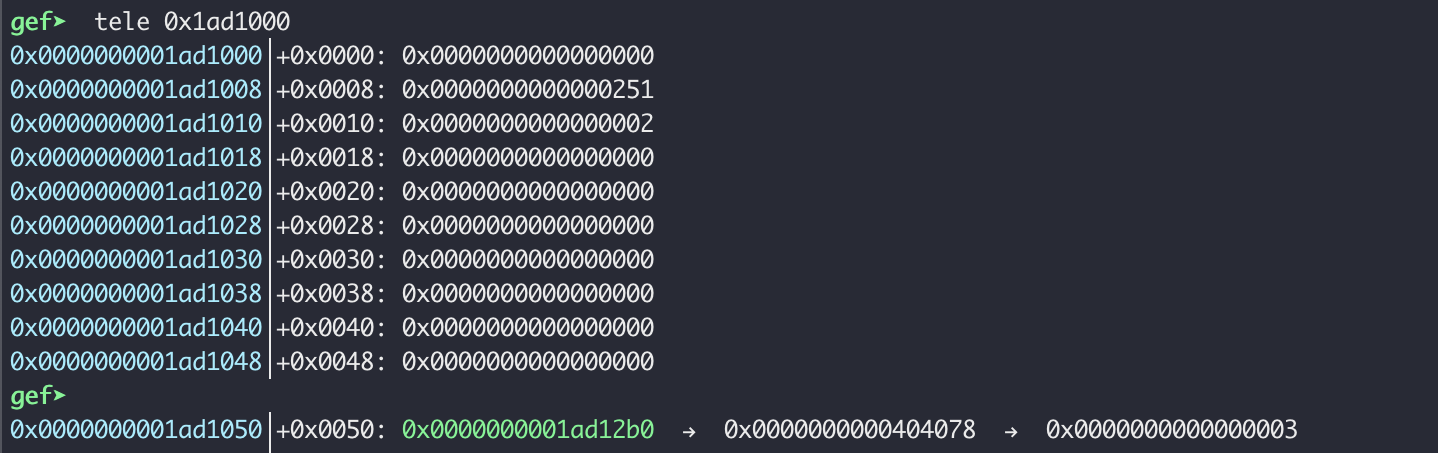 gef➤  tele 0x1ad1000
0x0000000001ad1000│+0x0000: 0x0000000000000000
0x0000000001ad1008│+0x0008: 0x0000000000000251
0x0000000001ad1010│+0x0010: 0x0000000000000002
0x0000000001ad1018│+0x0018: 0x0000000000000000
0x0000000001ad1020│+0x0020: 0x0000000000000000
0x0000000001ad1028│+0x0028: 0x0000000000000000
0x0000000001ad1030│+0x0030: 0x0000000000000000
0x0000000001ad1038│+0x0038: 0x0000000000000000
0x0000000001ad1040│+0x0040: 0x0000000000000000
0x0000000001ad1048│+0x0048: 0x0000000000000000
gef➤
0x0000000001ad1050│+0x0050: 0x0000000001ad12b0  →  0x0000000000404078  →  0x0000000000000003